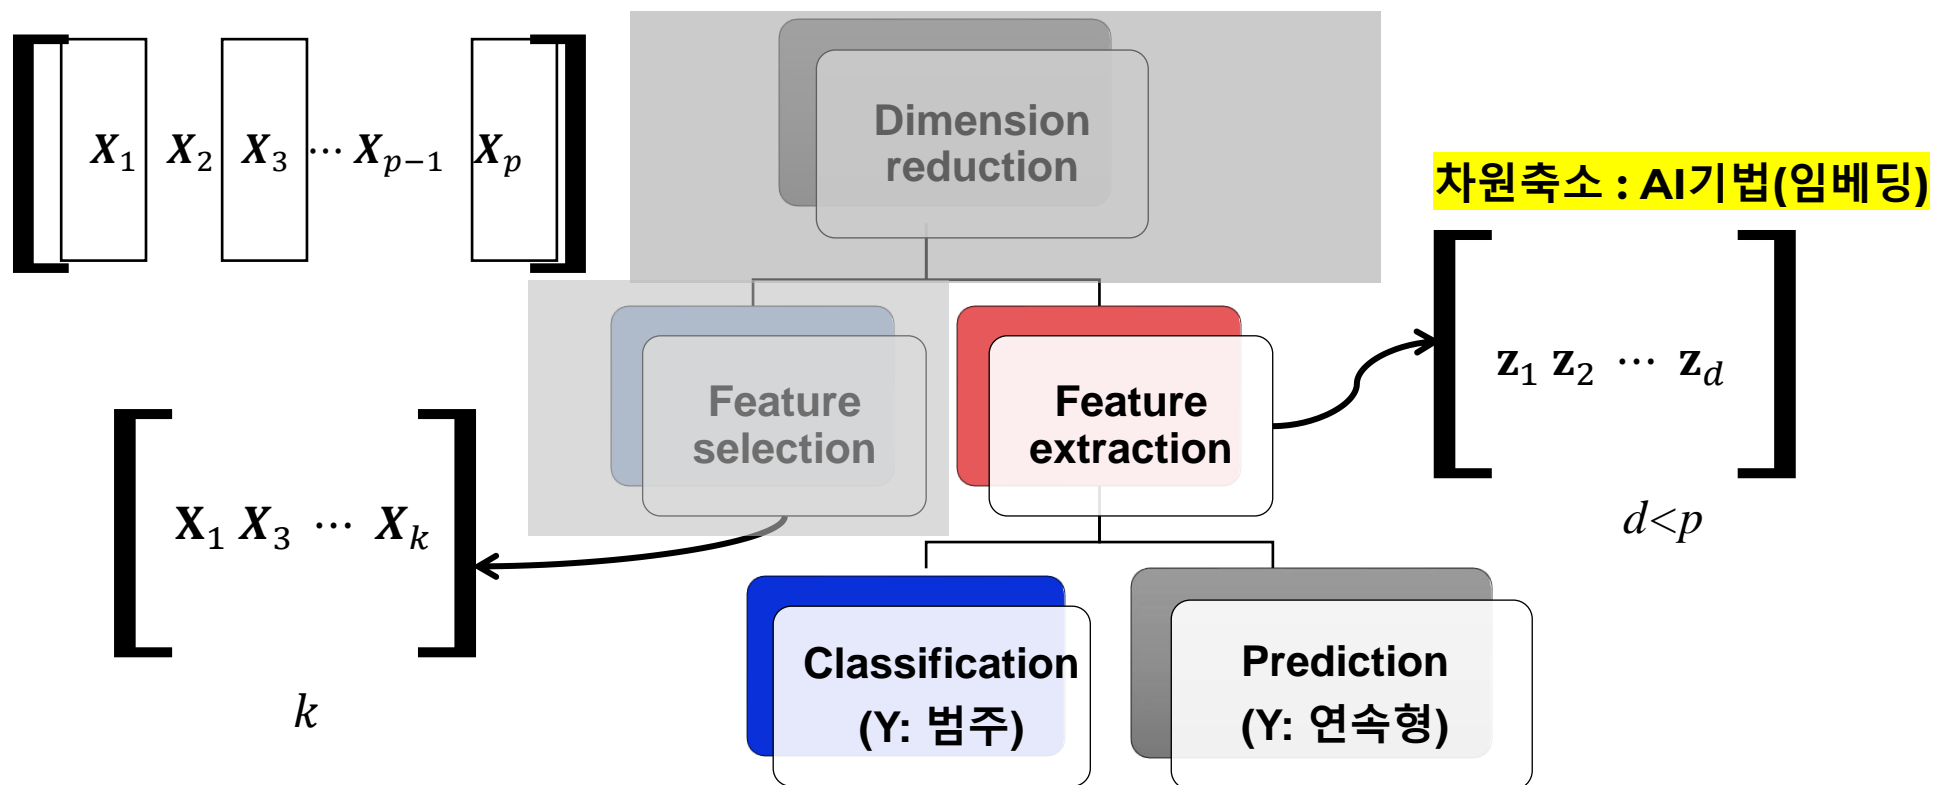 X₁ X₂ X₃ ⋯ Xₚ₋₁ Xₚ
Dimension
reduction
차원축소 : AI기법(임베딩)
z₁ z₂ ⋯ z_d
d<p
Feature
selection
Feature
extraction
X₁ X₃ ⋯ Xₖ
k
Classification
(Y: 범주)
Prediction
(Y: 연속형)